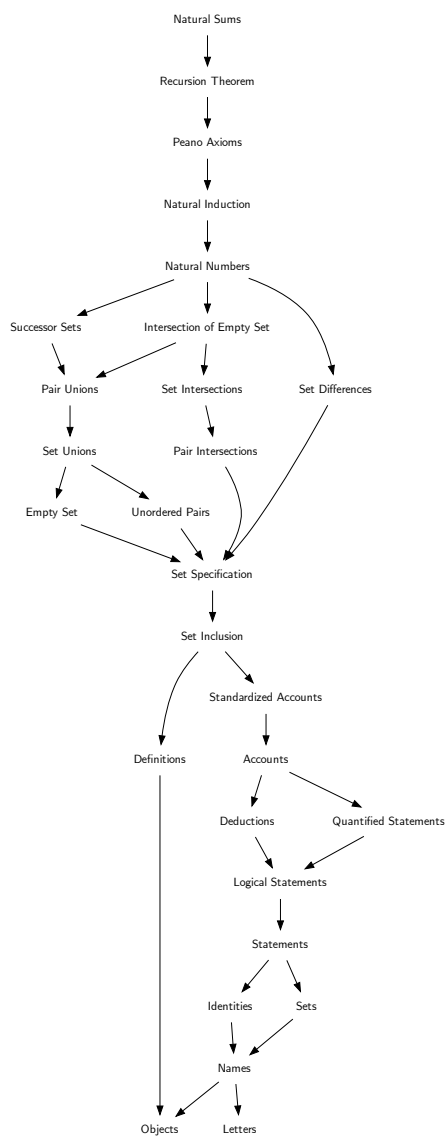 Natural Sums
Recursion Theorem
Peano Axioms
Natural Induction
Natural Numbers
Successor Sets
Intersection of Empty Set
Pair Unions
Set Intersections
Set Differences
Set Unions
Pair Intersections
Empty Set
Unordered Pairs
Set Specification
Set Inclusion
Standardized Accounts
Definitions
Accounts
Deductions
Quantified Statements
Logical Statements
Statements
Identities
Sets
Names
Objects
Letters